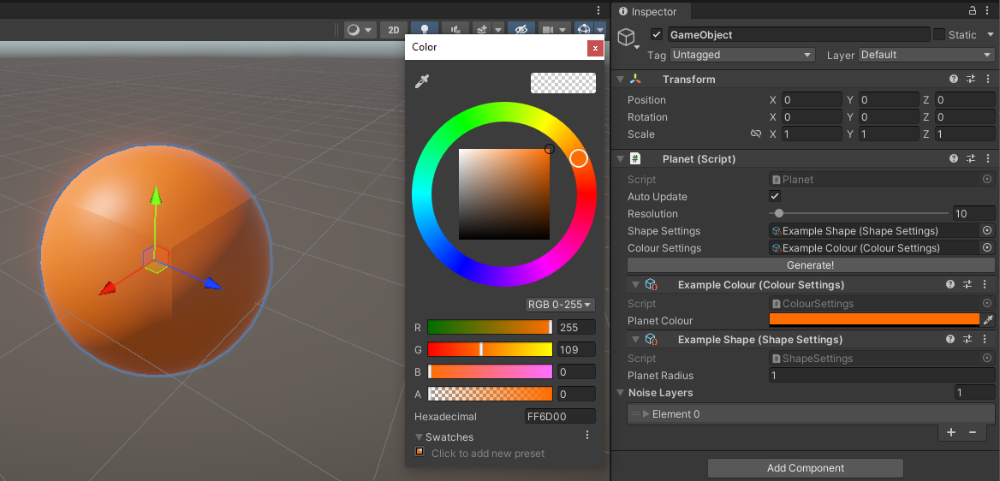 2D
Color
x
RGB 0-255
R 255
G 109
B 0
A 0
Hexadecimal FF6D00
Swatches
Click to add new preset
Inspector
GameObject Static
Tag Untagged Layer Default
Transform
Position X 0 Y 0 Z 0
Rotation X 0 Y 0 Z 0
Scale X 1 Y 1 Z 1
# Planet (Script)
Script Planet
Auto Update
Resolution 10
Shape Settings Example Shape (Shape Settings)
Colour Settings Example Colour (Colour Settings)
Generate!
Example Colour (Colour Settings)
Script ColourSettings
Planet Colour
Example Shape (Shape Settings)
Script ShapeSettings
Planet Radius 1
Noise Layers 1
Element 0
+ −
Add Component